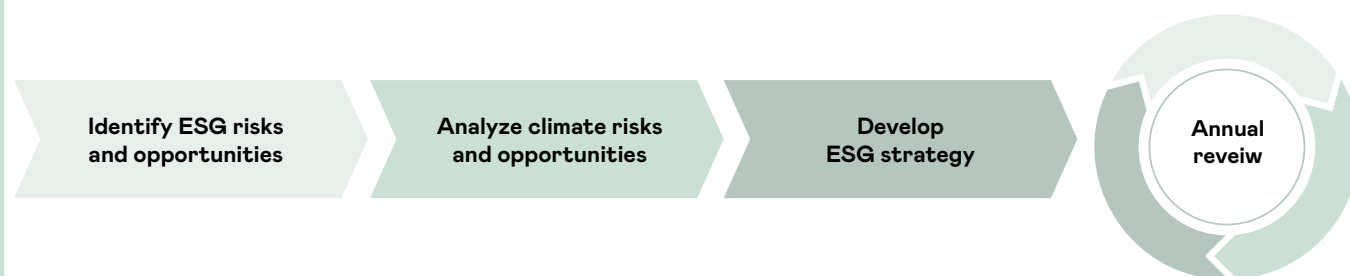 Identify ESG risks
and opportunities
Analyze climate risks
and opportunities
Develop
ESG strategy
Annual
reveiw